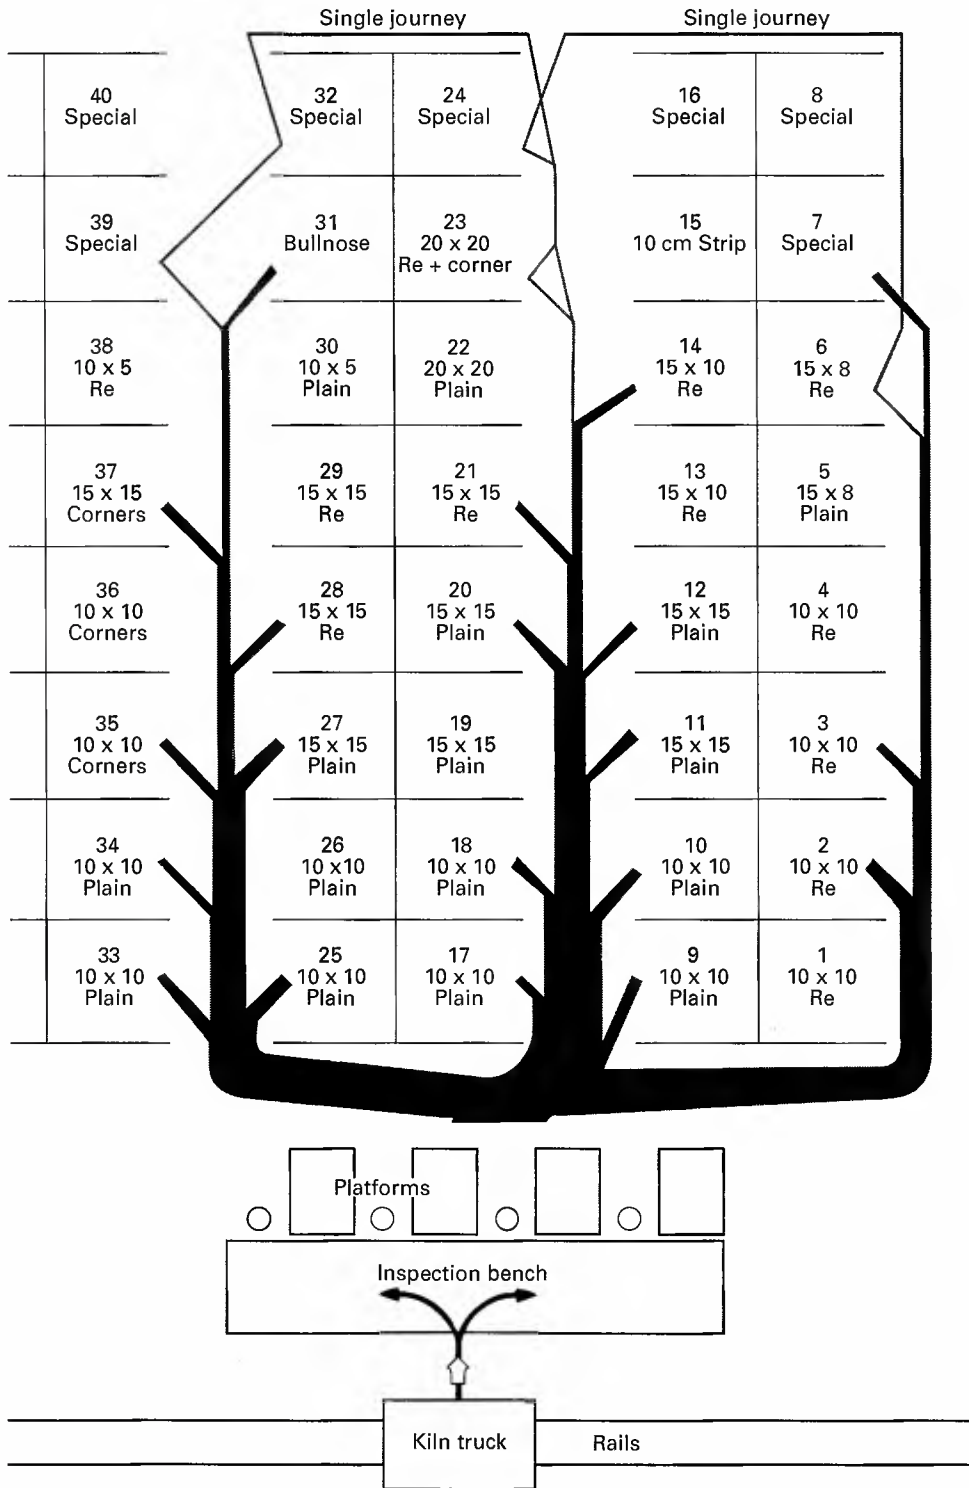 Single journey
Single journey
40
Special
32
Special
24
Special
16
Special
8
Special
39
Special
31
Bullnose
23
20 x 20
Re + corner
15
10 cm Strip
7
Special
38
10 x 5
Re
30
10 x 5
Plain
22
20 x 20
Plain
14
15 x 10
Re
6
15 x 8
Re
37
15 x 15
Corners
29
15 x 15
Re
21
15 x 15
Re
13
15 x 10
Re
5
15 x 8
Plain
36
10 x 10
Corners
28
15 x 15
Re
20
15 x 15
Plain
12
15 x 15
Plain
4
10 x 10
Re
35
10 x 10
Corners
27
15 x 15
Plain
19
15 x 15
Plain
11
15 x 15
Plain
3
10 x 10
Re
34
10 x 10
Plain
26
10 x10
Plain
18
10 x 10
Plain
10
10 x 10
Plain
2
10 x 10
Re
33
10 x 10
Plain
25
10 x 10
Plain
17
10 x 10
Plain
9
10 x 10
Plain
1
10 x 10
Re
Platforms
Inspection bench
Kiln truck
Rails